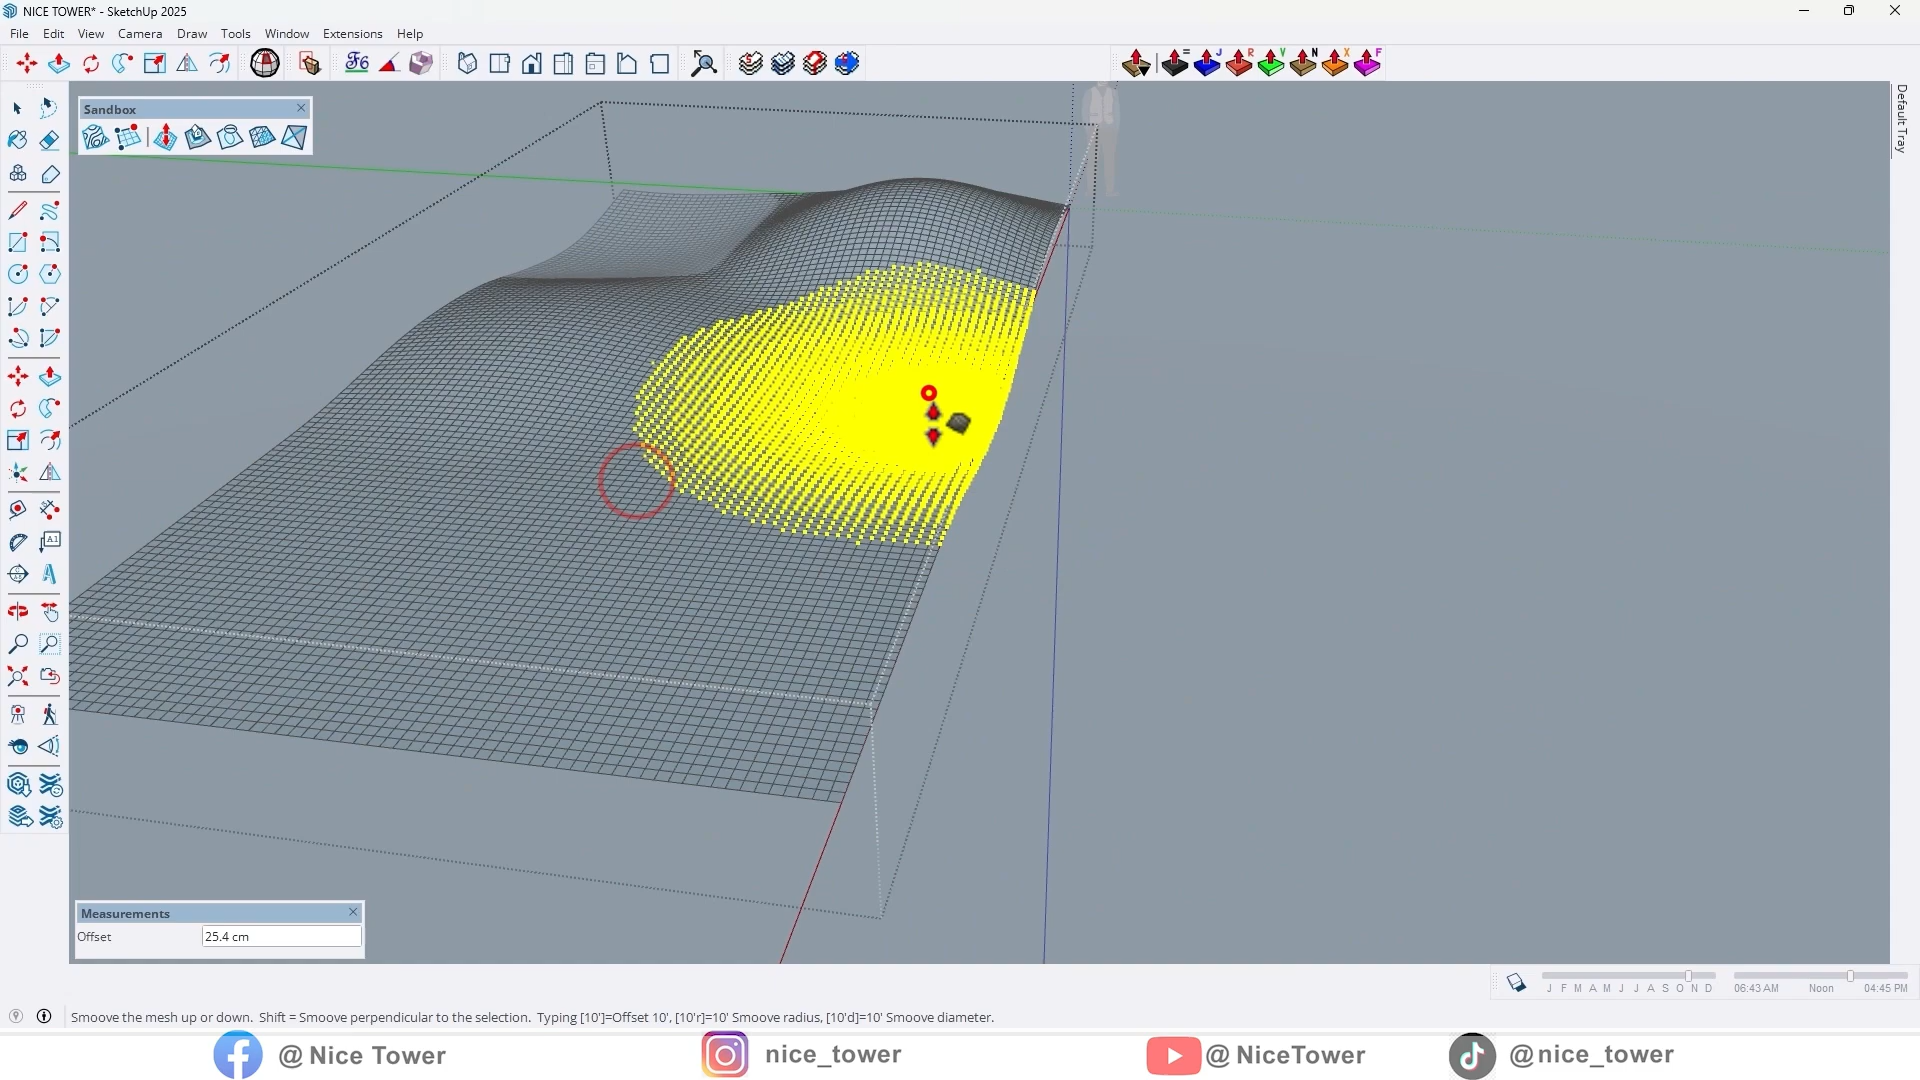 NICE TOWER* - SketchUp 2025
File Edit View Camera Draw Tools Window Extensions Help
F6
= J R V N X F
Default Tray
Sandbox
A1
Measurements
Offset 25.4 cm
J F M A M J J A S O N D 06:43 AM Noon 04:45 PM
Smoove the mesh up or down. Shift = Smoove perpendicular to the selection. Typing [10']=Offset 10', [10'r]=10' Smoove radius, [10'd]=10' Smoove diameter.
@ Nice Tower nice_tower @ NiceTower @nice_tower